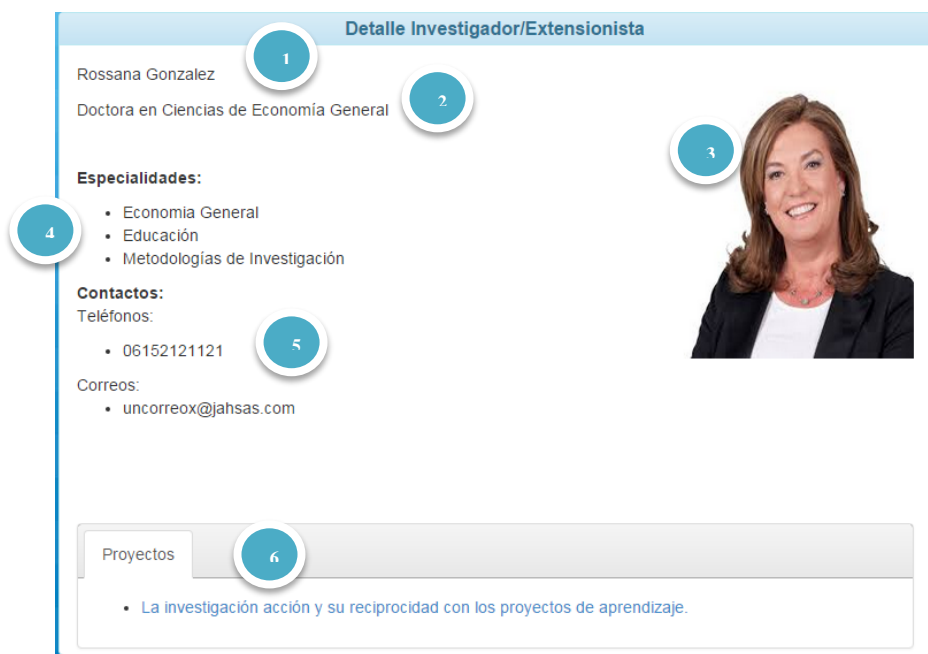 Detalle Investigador/Extensionista
1
Rossana Gonzalez
2
Doctora en Ciencias de Economía General
3
Especialidades:
4
• Economia General
• Educación
• Metodologías de Investigación
Contactos:
Teléfonos:
• 06152121121
5
Correos:
• uncorreox@jahsas.com
Proyectos
6
• La investigación acción y su reciprocidad con los proyectos de aprendizaje.